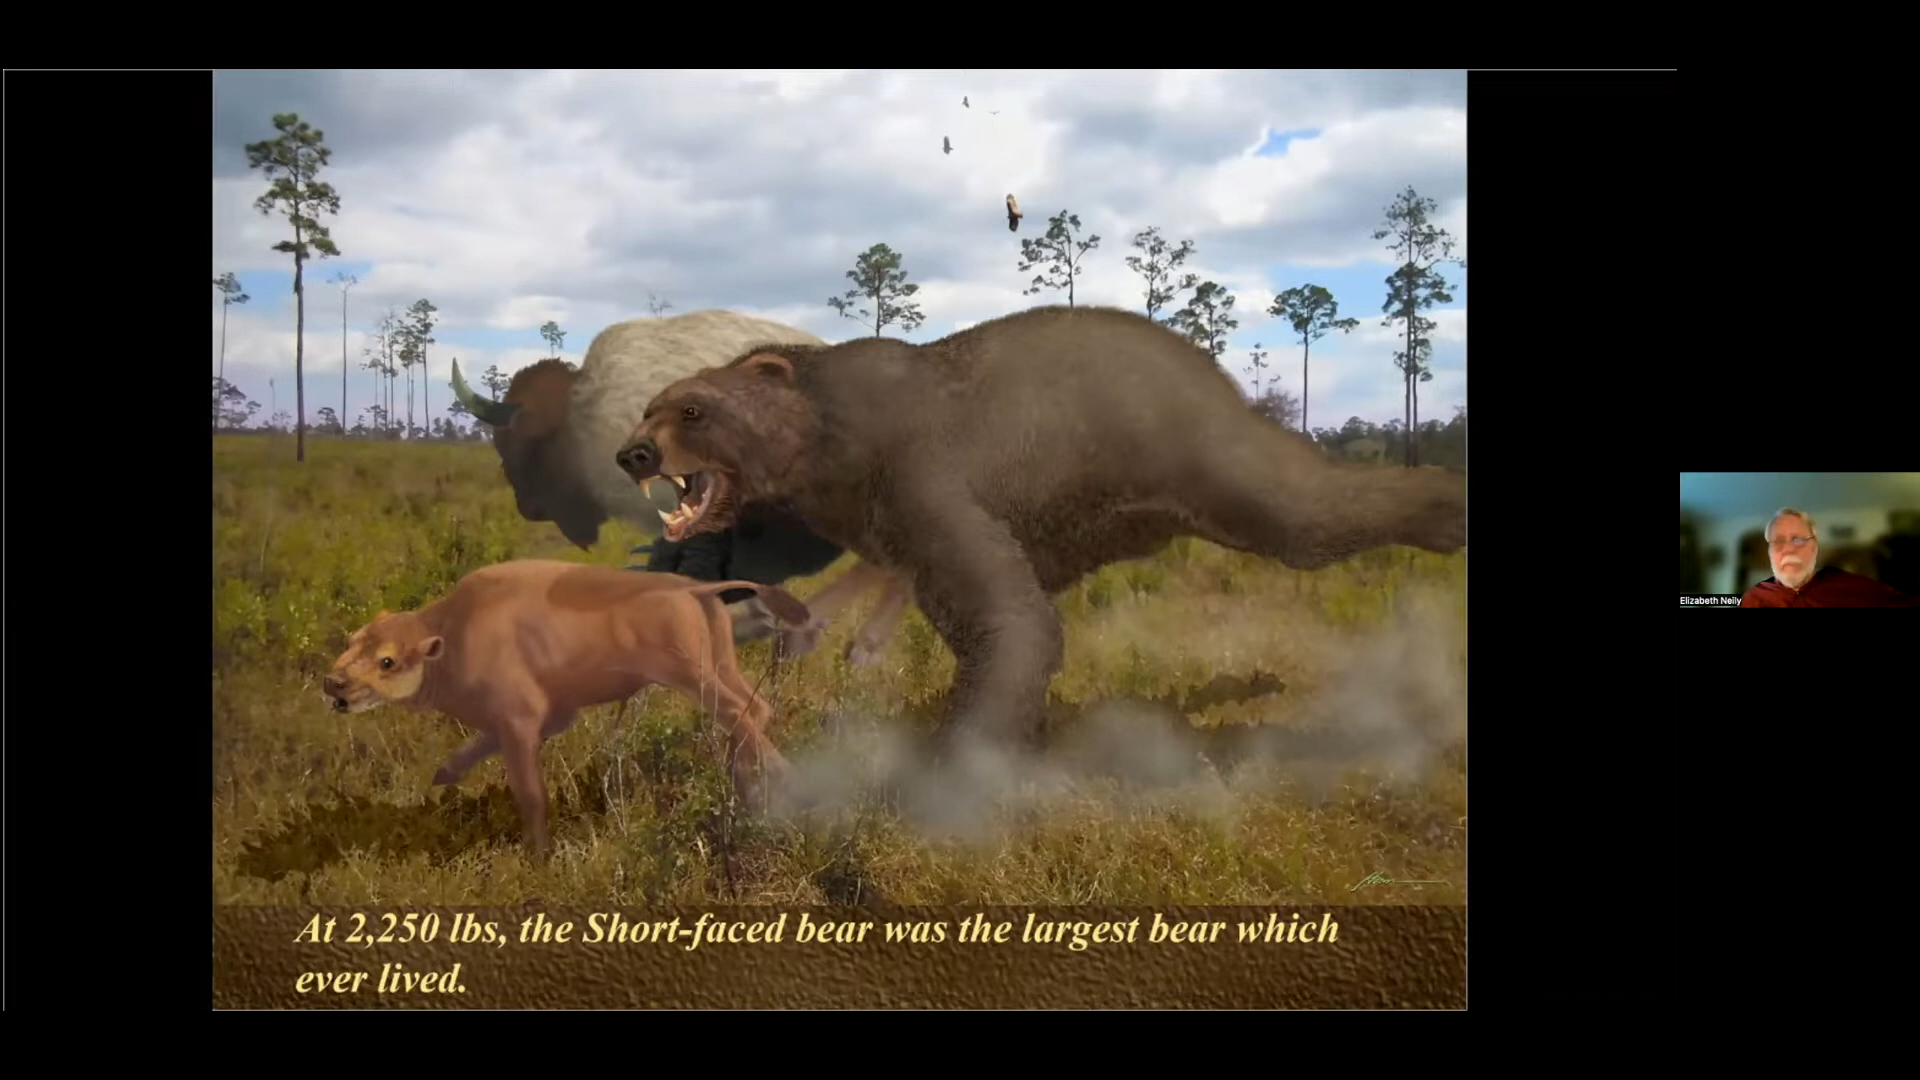 At 2,250 lbs, the Short-faced bear was the largest bear which
ever lived.
Elizabeth Neily